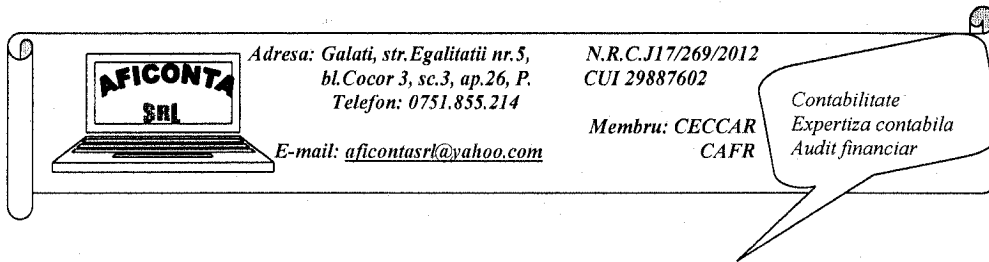 AFICONTA
SRL
Adresa: Galati, str.Egalitatii nr.5,
bl.Cocor 3, sc.3, ap.26, P.
Telefon: 0751.855.214
E-mail: aficontasrl@yahoo.com
N.R.C.J17/269/2012
CUI 29887602
Membru: CECCAR
CAFR
Contabilitate
Expertiza contabila
Audit financiar